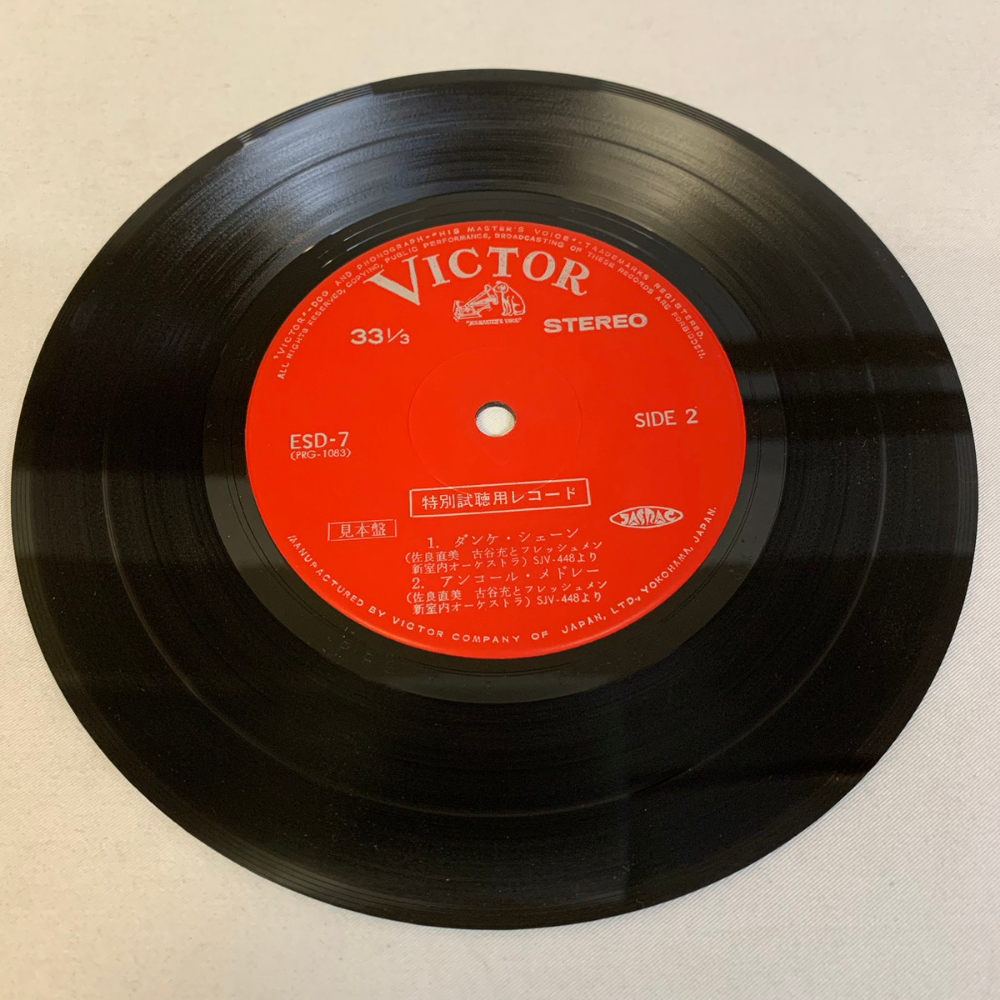 "VICTOR" • "DOG AND PHONOGRAPH" • "HIS MASTER'S VOICE" • TRADEMARKS REGISTERED.
ALL RIGHTS RESERVED, COPYING, PUBLIC PERFORMANCE, BROADCASTING OF THESE RECORDS ARE FORBIDDEN.
VICTOR
"HIS MASTER'S VOICE"
33 1/3
STEREO
ESD-7
(PRG-1083)
SIDE 2
特別試聴用レコード
見本盤
JASRAC
1. ダンケ・シェーン
(佐良直美 古谷充とフレッシュメン
新室内オーケストラ) SJV-448より
2. アンコール・メドレー
(佐良直美 古谷充とフレッシュメン
新室内オーケストラ) SJV-448より
MANUFACTURED BY VICTOR COMPANY OF JAPAN, LTD., YOKOHAMA, JAPAN.